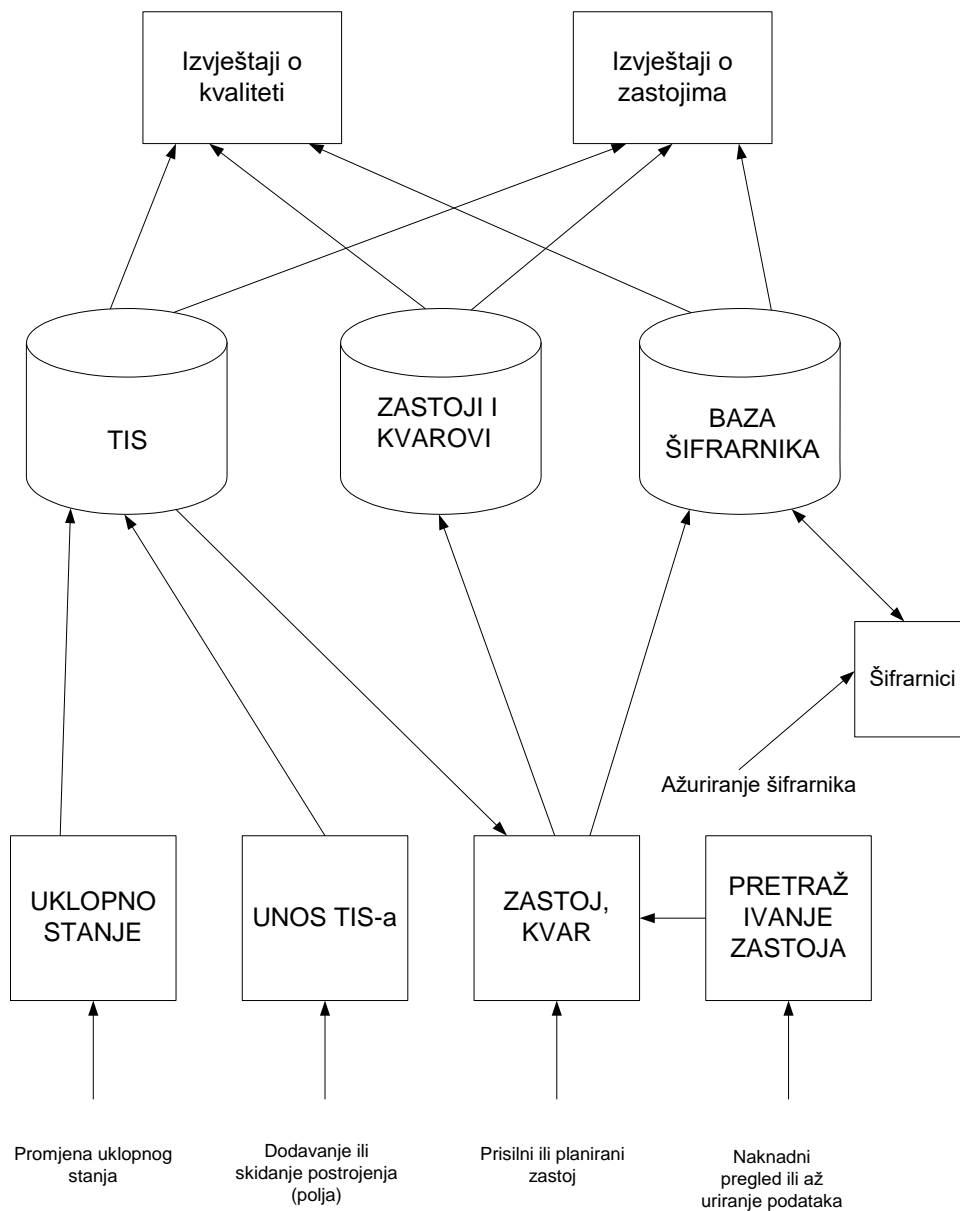 Izvještaji o
kvaliteti
Izvještaji o
zastojima
TIS
ZASTOJI I
KVAROVI
BAZA
ŠIFRARNIKA
Šifrarnici
Ažuriranje šifrarnika
UKLOPNO
STANJE
UNOS TIS-a
ZASTOJ,
KVAR
PRETRAŽ
IVANJE
ZASTOJA
Promjena uklopnog
stanja
Dodavanje ili
skidanje postrojenja
(polja)
Prisilni ili planirani
zastoj
Naknadni
pregled ili až
uriranje podataka